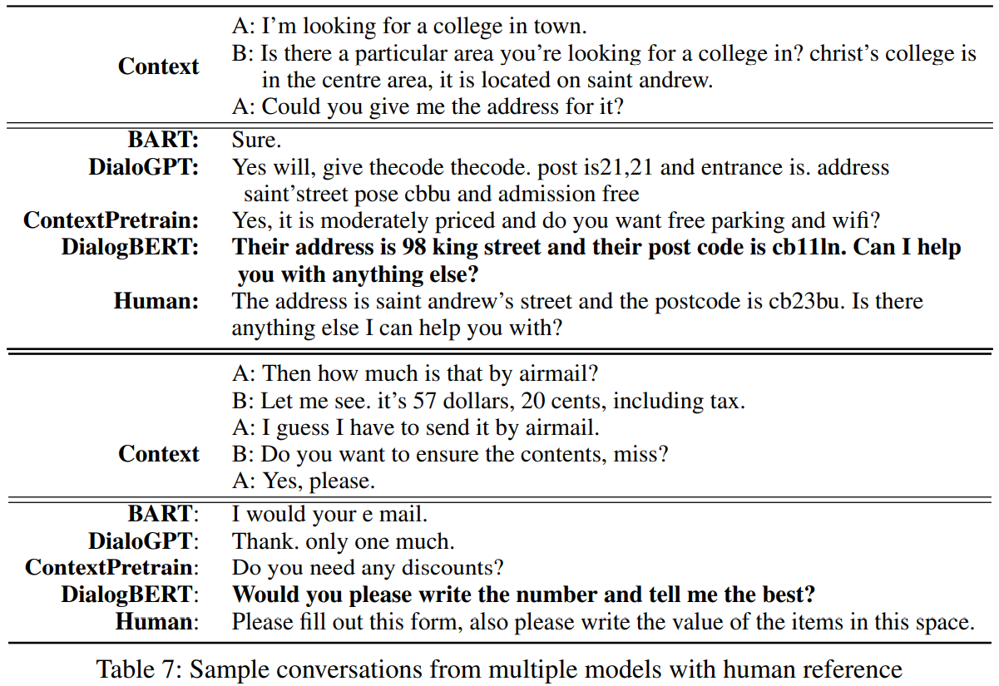 A: I'm looking for a college in town.
Context B: Is there a particular area you're looking for a college in? christ's college is
in the centre area, it is located on saint andrew.
A: Could you give me the address for it?
BART: Sure.
DialoGPT: Yes will, give thecode thecode. post is21,21 and entrance is. address
saint'street pose cbbu and admission free
ContextPretrain: Yes, it is moderately priced and do you want free parking and wifi?
DialogBERT: Their address is 98 king street and their post code is cb11ln. Can I help
you with anything else?
Human: The address is saint andrew's street and the postcode is cb23bu. Is there
anything else I can help you with?
A: Then how much is that by airmail?
B: Let me see. it's 57 dollars, 20 cents, including tax.
A: I guess I have to send it by airmail.
Context B: Do you want to ensure the contents, miss?
A: Yes, please.
BART: I would your e mail.
DialoGPT: Thank. only one much.
ContextPretrain: Do you need any discounts?
DialogBERT: Would you please write the number and tell me the best?
Human: Please fill out this form, also please write the value of the items in this space.
Table 7: Sample conversations from multiple models with human reference